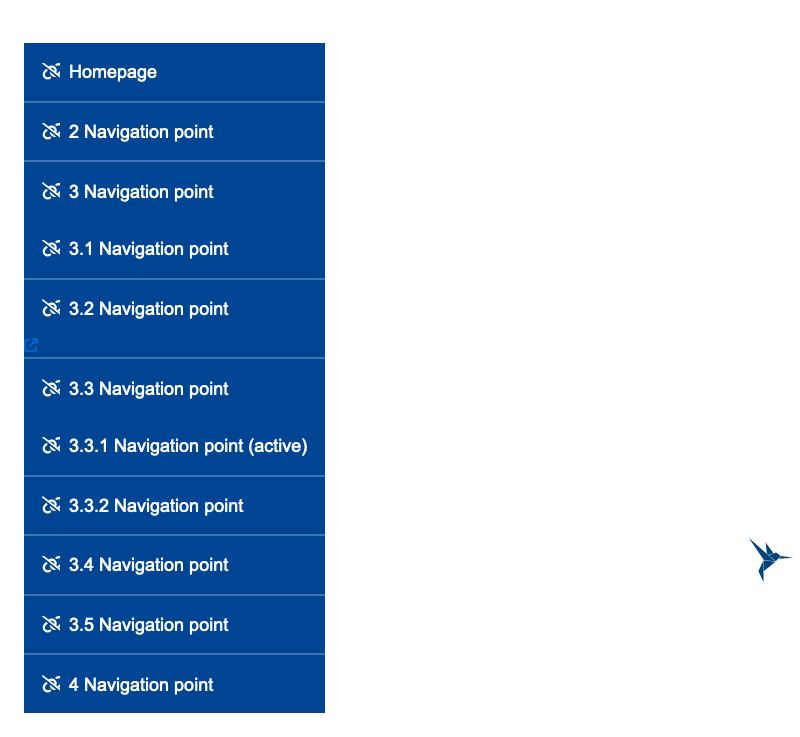 Homepage
2 Navigation point
3 Navigation point
3.1 Navigation point
3.2 Navigation point
3.3 Navigation point
3.3.1 Navigation point (active)
3.3.2 Navigation point
3.4 Navigation point
3.5 Navigation point
4 Navigation point